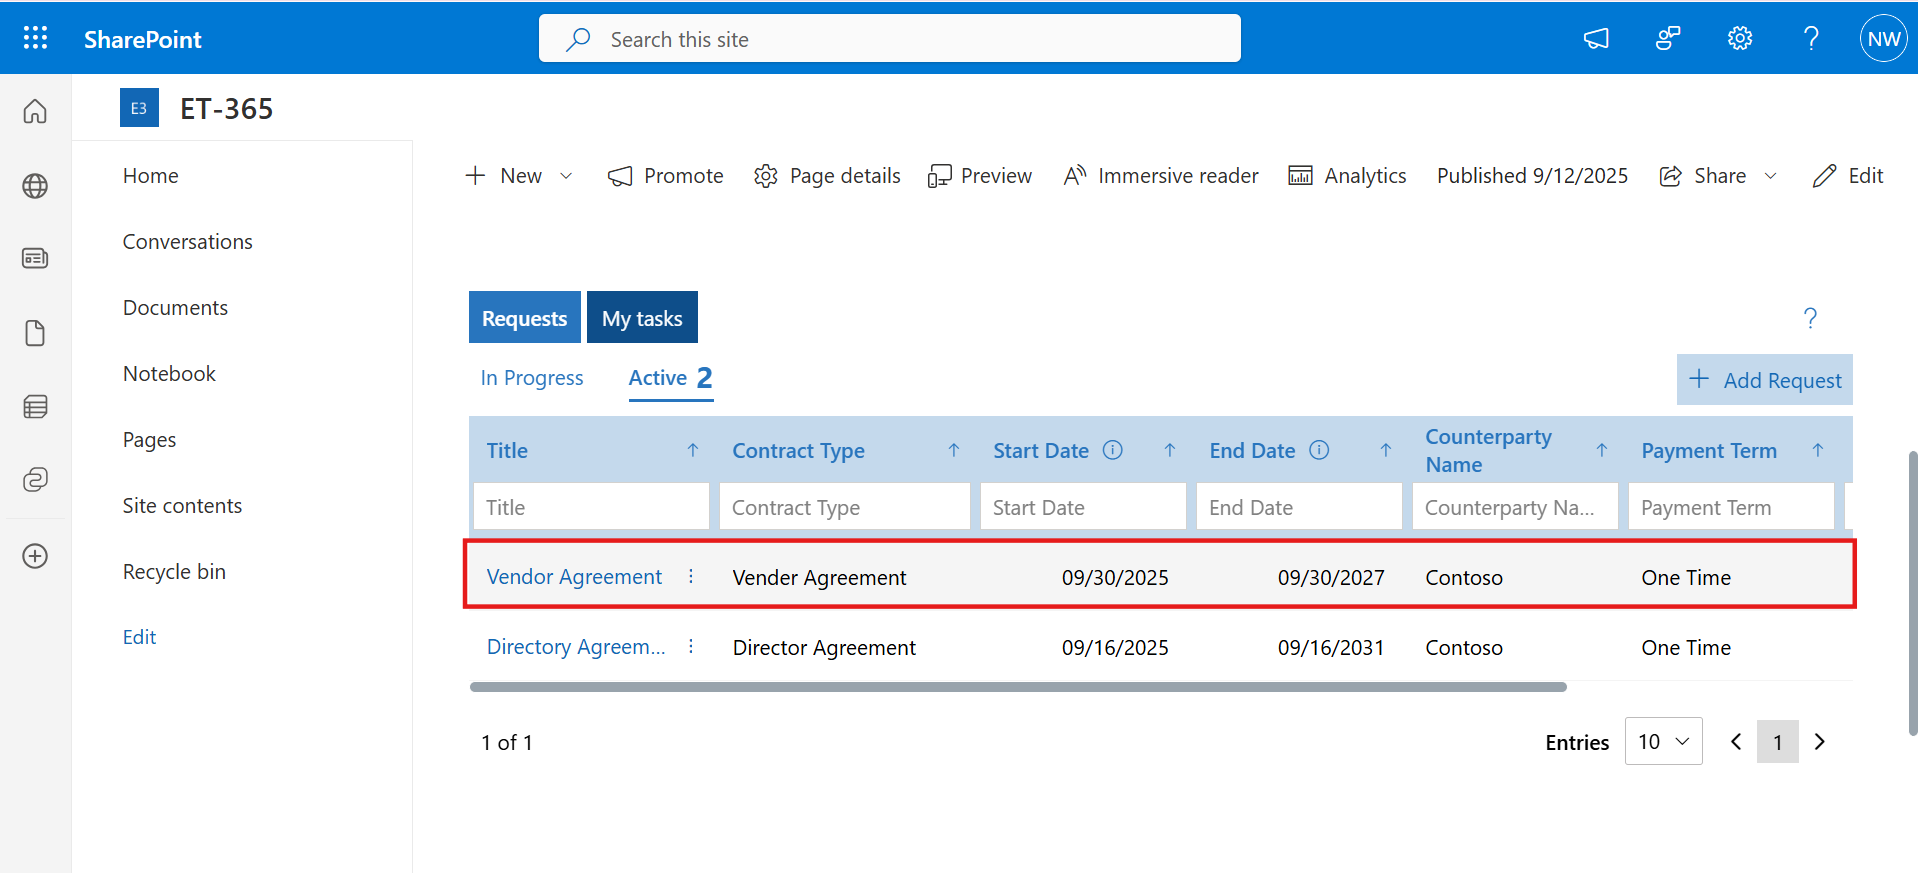 SharePoint
Search this site
NW
E3
ET-365
Home
Conversations
Documents
Notebook
Pages
Site contents
Recycle bin
Edit
New
Promote
Page details
Preview
Immersive reader
Analytics
Published 9/12/2025
Share
Edit
Requests
My tasks
?
In Progress
Active 2
+ Add Request
Title
Contract Type
Start Date
End Date
Counterparty
Name
Payment Term
Title
Contract Type
Start Date
End Date
Counterparty Na...
Payment Term
Vendor Agreement Vender Agreement 09/30/2025 09/30/2027 Contoso One Time
Directory Agreem... Director Agreement 09/16/2025 09/16/2031 Contoso One Time
1 of 1
Entries 10 1